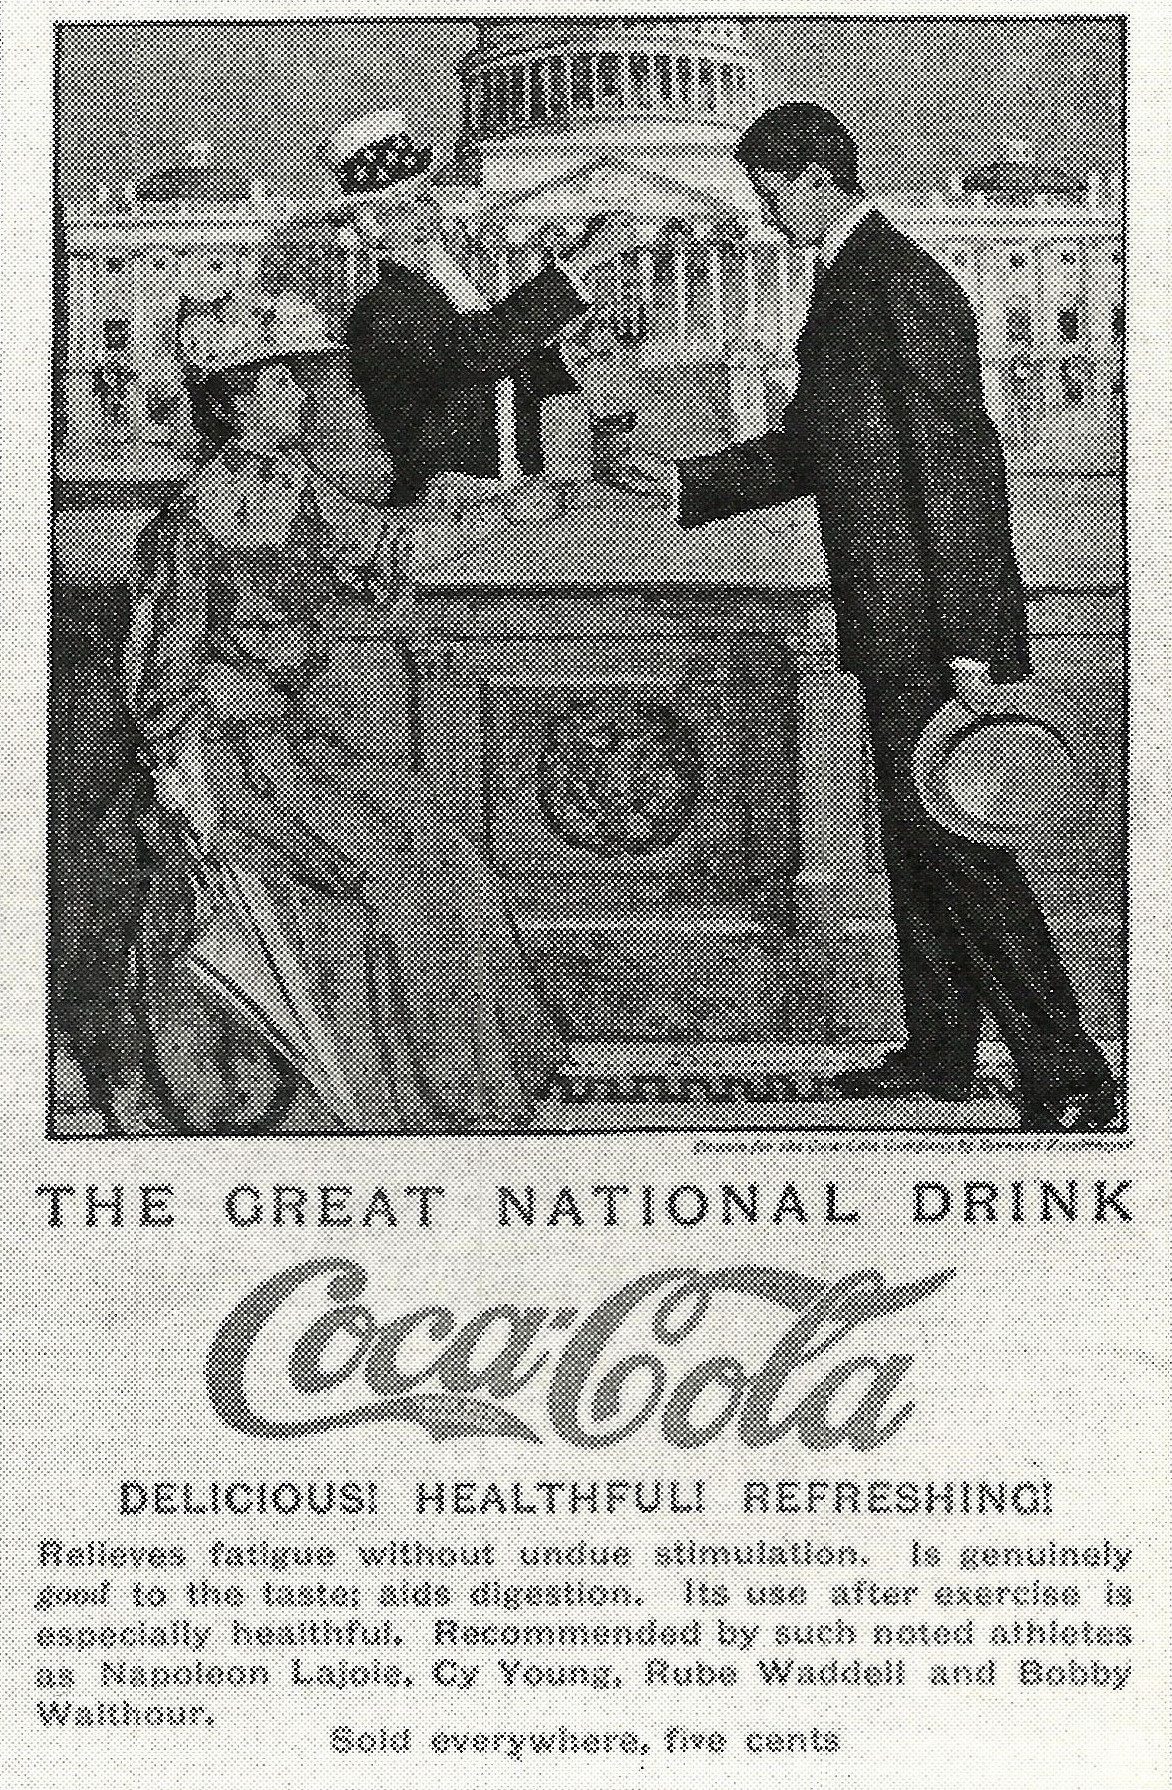 THE GREAT NATIONAL DRINK
Coca-Cola
DELICIOUS! HEALTHFUL! REFRESHING!
Relieves fatigue without undue stimulation. Is genuinely
good to the taste; aids digestion. Its use after exercise is
especially healthful. Recommended by such noted athletes
as Napoleon Lajoie, Cy Young, Rube Waddell and Bobby
Walthour.
Sold everywhere, five cents